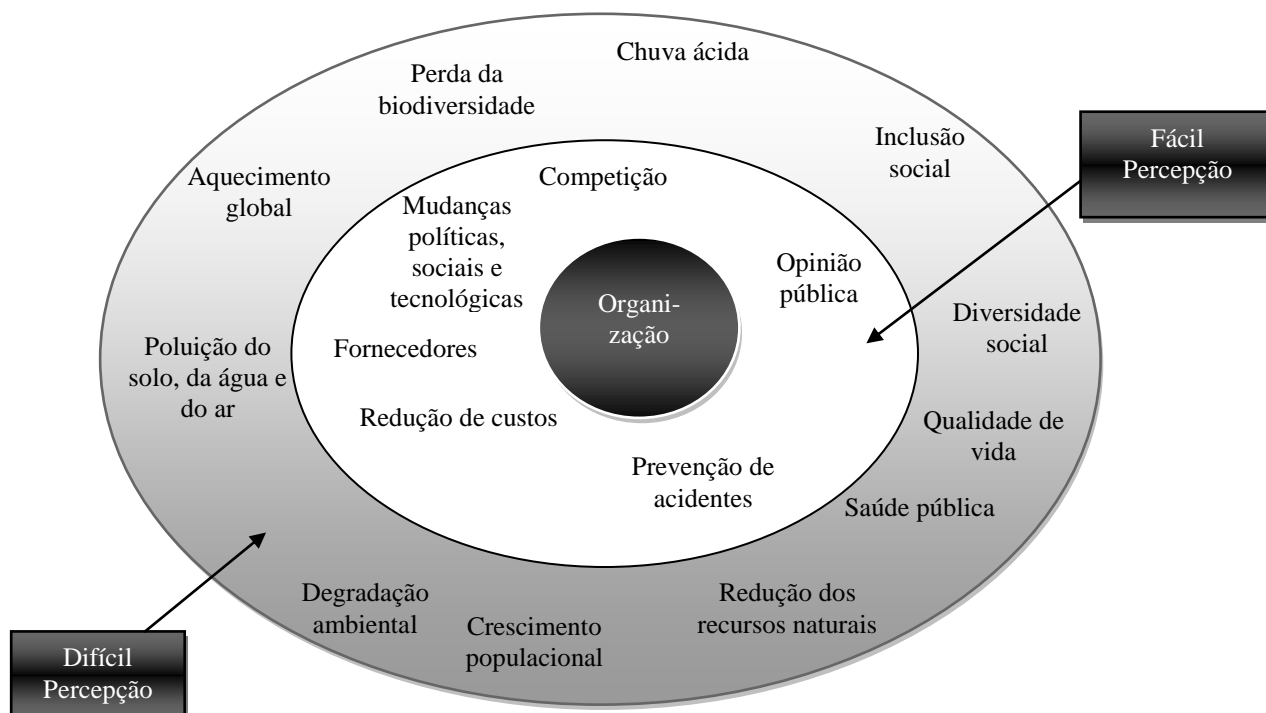 Chuva ácida
Perda da
biodiversidade
Inclusão
social
Fácil
Percepção
Aquecimento
global
Competição
Mudanças
políticas,
sociais e
tecnológicas
Opinião
pública
Organi-
zação
Diversidade
social
Fornecedores
Poluição do
solo, da água e
do ar
Redução de custos
Qualidade de
vida
Prevenção de
acidentes
Saúde pública
Degradação
ambiental
Crescimento
populacional
Redução dos
recursos naturais
Difícil
Percepção